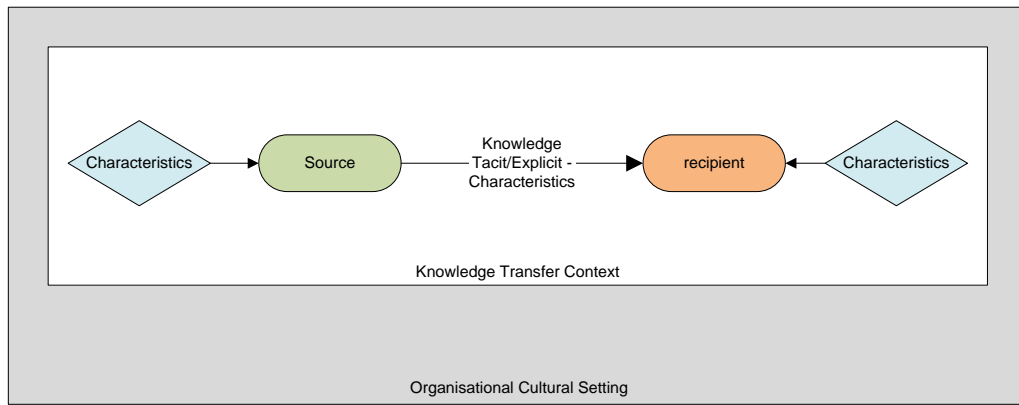 Characteristics
Source
Knowledge
Tacit/Explicit -
Characteristics
recipient
Characteristics
Knowledge Transfer Context
Organisational Cultural Setting